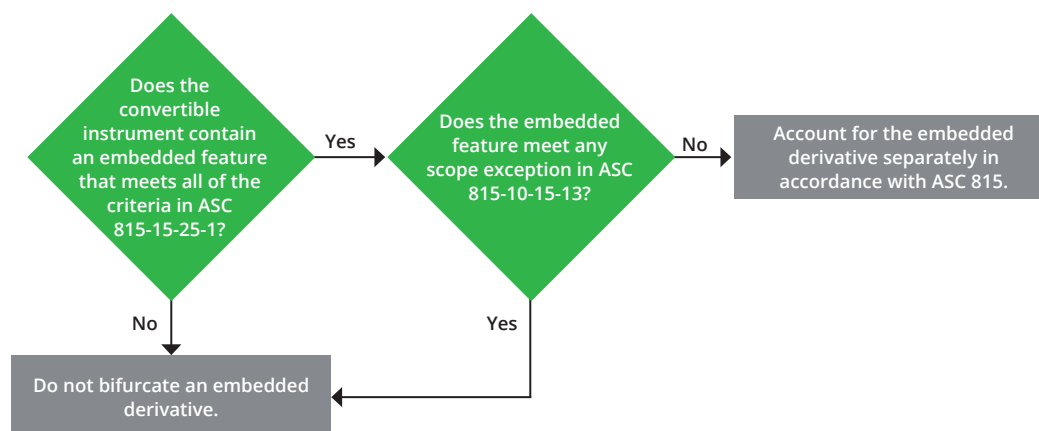 Does the
convertible
instrument contain
an embedded feature
that meets all of the
criteria in ASC
815-15-25-1?
Yes
Does the embedded
feature meet any
scope exception in ASC
815-10-15-13?
No
Account for the embedded
derivative separately in
accordance with ASC 815.
No
Yes
Do not bifurcate an embedded
derivative.